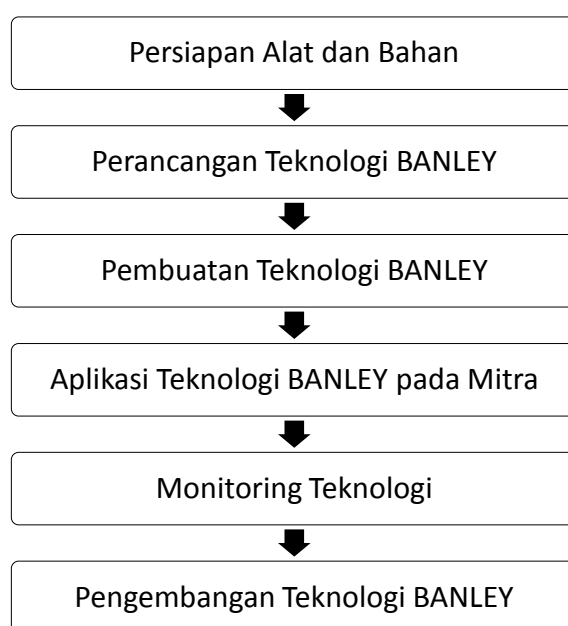 Persiapan Alat dan Bahan
Perancangan Teknologi BANLEY
Pembuatan Teknologi BANLEY
Aplikasi Teknologi BANLEY pada Mitra
Monitoring Teknologi
Pengembangan Teknologi BANLEY